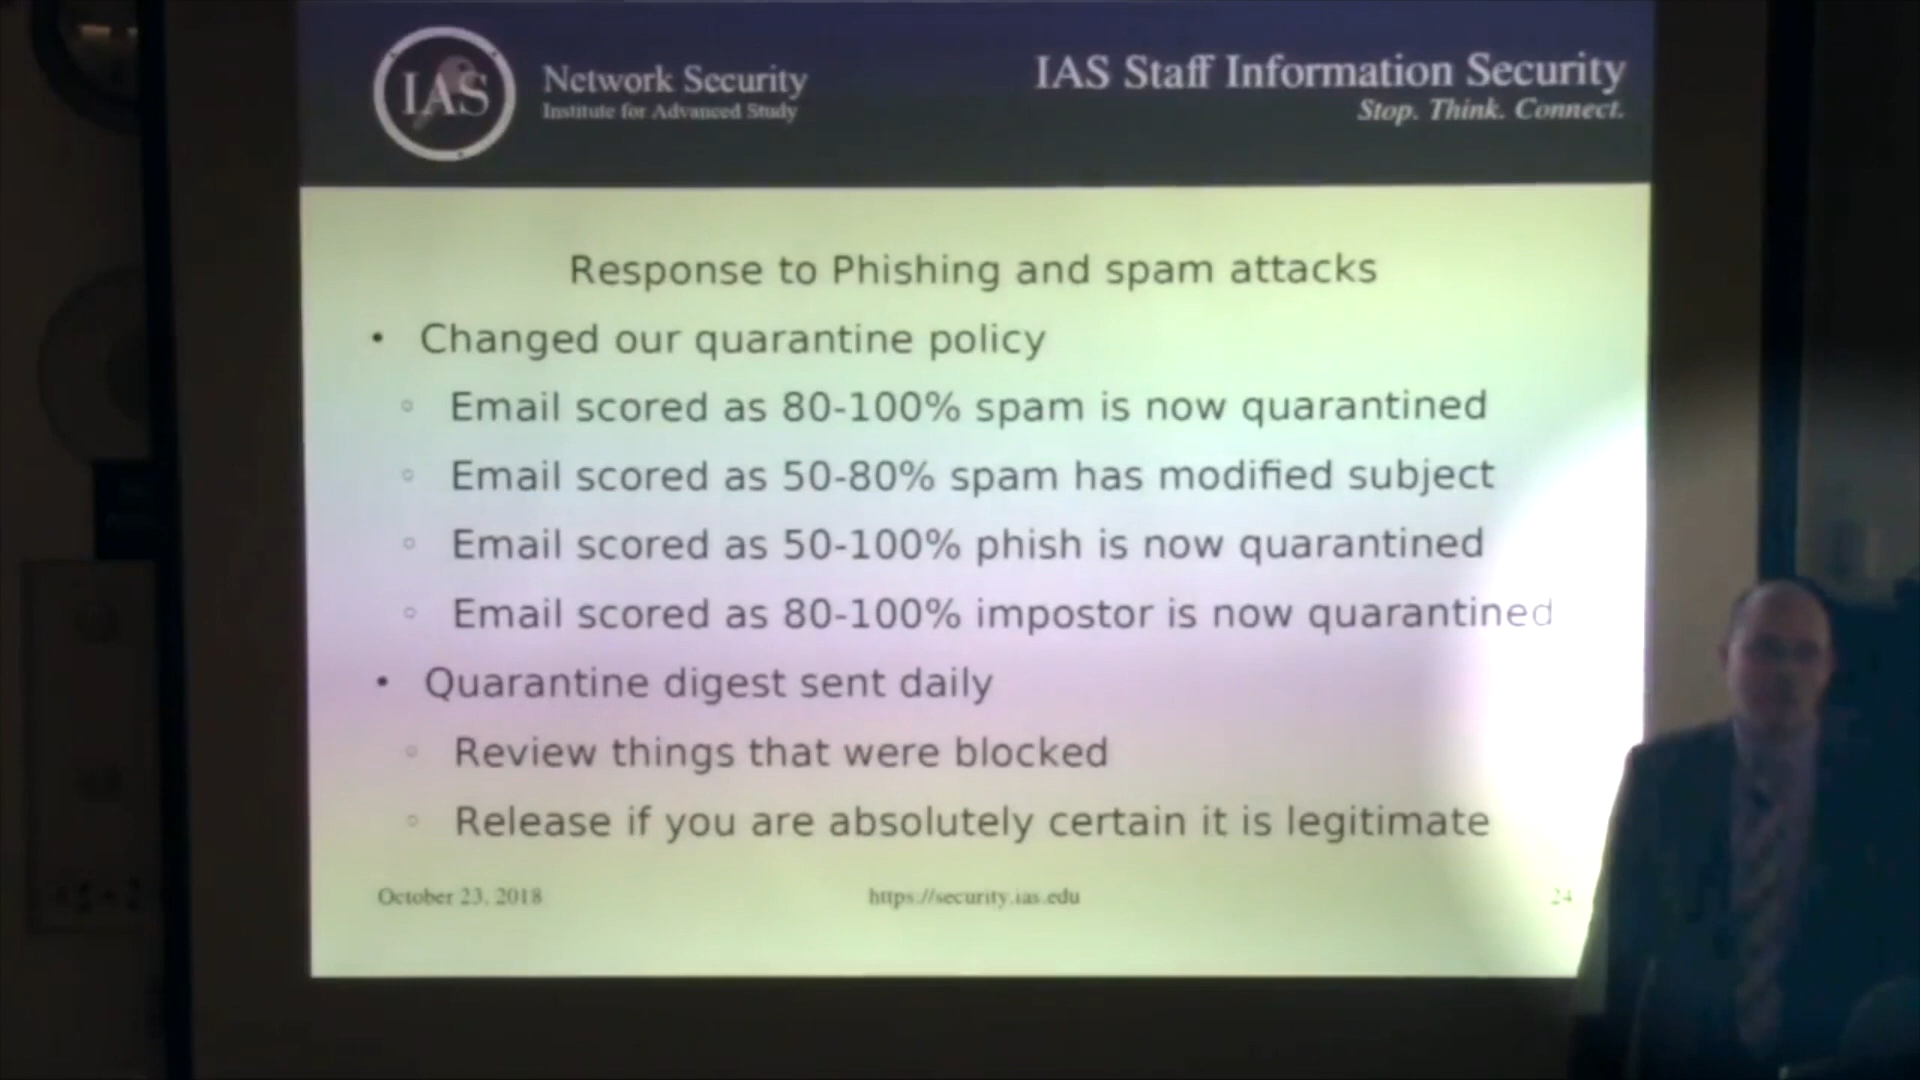 IAS
Network Security
Institute for Advanced Study
IAS Staff Information Security
Stop. Think. Connect.
Response to Phishing and spam attacks
• Changed our quarantine policy
◦ Email scored as 80-100% spam is now quarantined
◦ Email scored as 50-80% spam has modified subject
◦ Email scored as 50-100% phish is now quarantined
◦ Email scored as 80-100% impostor is now quarantined
• Quarantine digest sent daily
◦ Review things that were blocked
◦ Release if you are absolutely certain it is legitimate
October 23, 2018
https://security.ias.edu
24